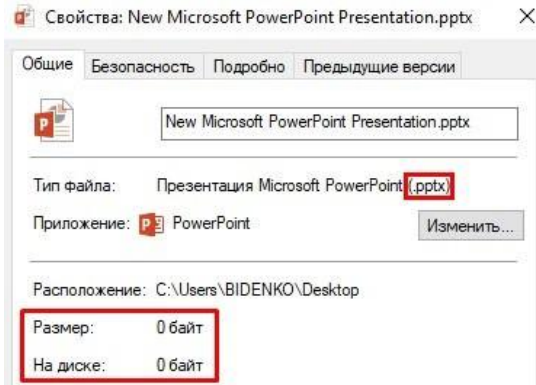 Свойства: New Microsoft PowerPoint Presentation.pptx
Общие Безопасность Подробно Предыдущие версии
New Microsoft PowerPoint Presentation.pptx
Тип файла: Презентация Microsoft PowerPoint (.pptx)
Приложение: PowerPoint Изменить...
Расположение: C:\Users\BIDENKO\Desktop
Размер: 0 байт
На диске: 0 байт